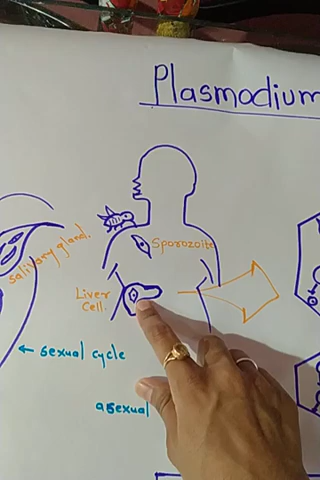 Plasmodium
salivary gland.
Sporozoite
Liver
Cell.
← sexual cycle
asexual